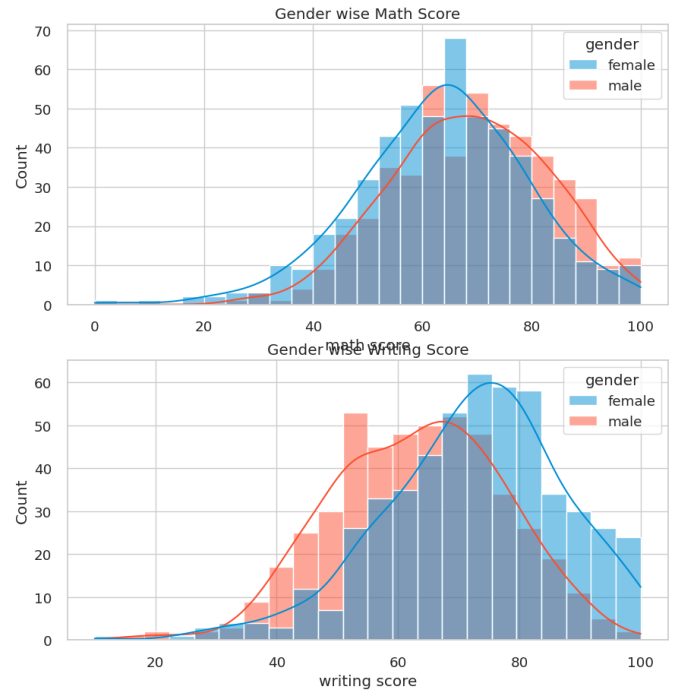 Gender wise Math Score
70
60
50
40
30
20
10
0
Count
gender
female
male
0 20 40 60 80 100
math score
Gender wise Writing Score
60
50
40
30
20
10
0
Count
gender
female
male
20 40 60 80 100
writing score